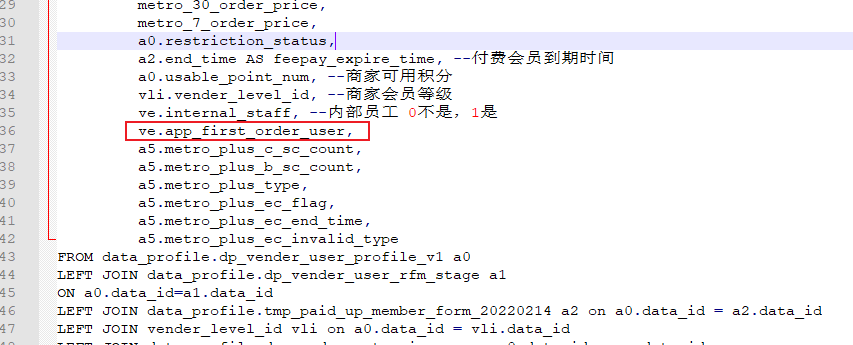 29 metro_30_order_price,
30 metro_7_order_price,
31 a0.restriction_status,
32 a2.end_time AS feepay_expire_time, --付费会员到期时间
33 a0.usable_point_num, --商家可用积分
34 vli.vender_level_id, --商家会员等级
35 ve.internal_staff, --内部员工 0不是，1是
36 ve.app_first_order_user,
37 a5.metro_plus_c_sc_count,
38 a5.metro_plus_b_sc_count,
39 a5.metro_plus_type,
40 a5.metro_plus_ec_flag,
41 a5.metro_plus_ec_end_time,
42 a5.metro_plus_ec_invalid_type
43 FROM data_profile.dp_vender_user_profile_v1 a0
44 LEFT JOIN data_profile.dp_vender_user_rfm_stage a1
45 ON a0.data_id=a1.data_id
46 LEFT JOIN data_profile.tmp_paid_up_member_form_20220214 a2 on a0.data_id = a2.data_id
47 LEFT JOIN vender_level_id vli on a0.data_id = vli.data_id